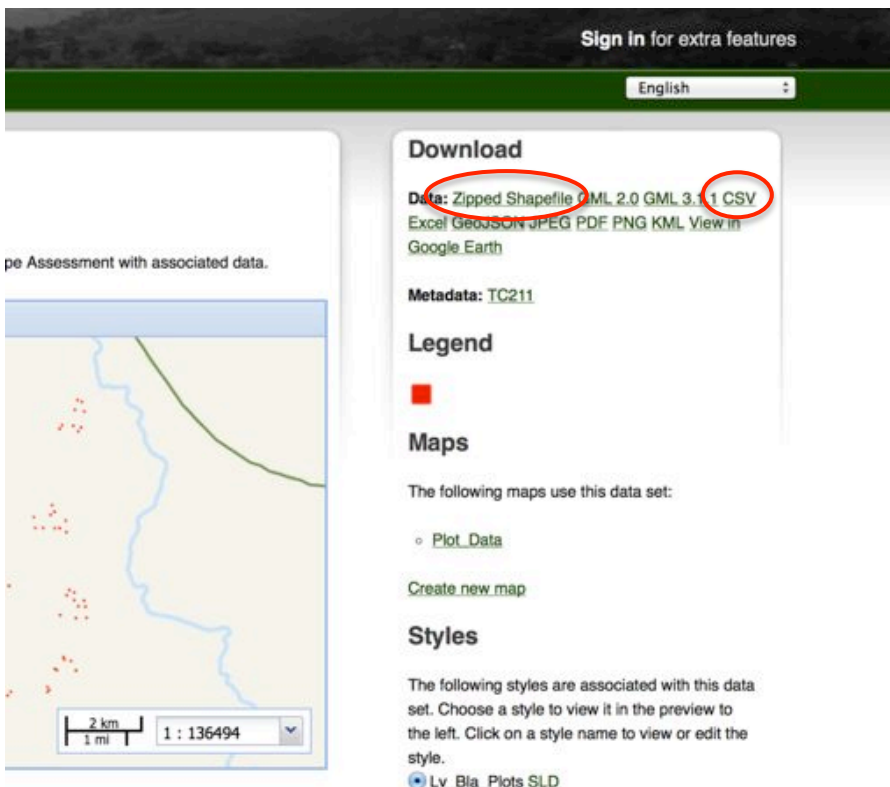 Sign in for extra features
English
pe Assessment with associated data.
2 km
1 mi
1 : 136494
Download
Data: Zipped Shapefile GML 2.0 GML 3.1.1 CSV
Excel GeoJSON JPEG PDF PNG KML View in
Google Earth
Metadata: TC211
Legend
Maps
The following maps use this data set:
Plot_Data
Create new map
Styles
The following styles are associated with this data
set. Choose a style to view it in the preview to
the left. Click on a style name to view or edit the
style.
Lv_Bla_Plots SLD